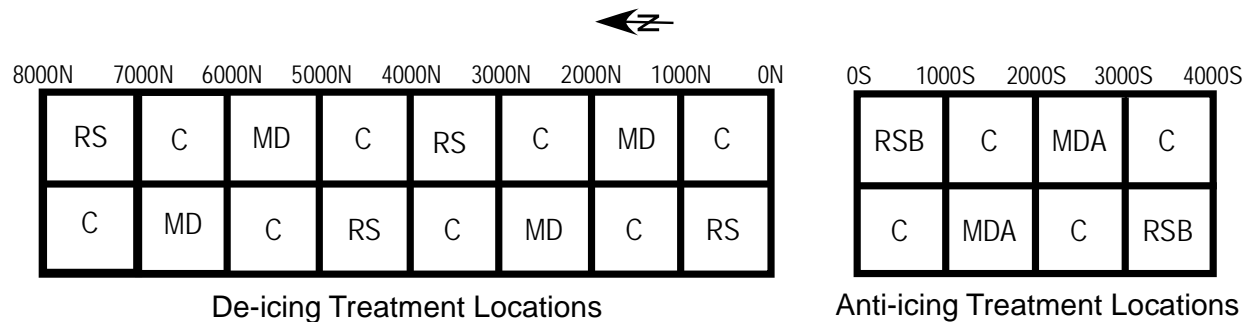 N
8000N 7000N 6000N 5000N 4000N 3000N 2000N 1000N 0N
RS C MD C RS C MD C
C MD C RS C MD C RS
De-icing Treatment Locations
0S 1000S 2000S 3000S 4000S
RSB C MDA C
C MDA C RSB
Anti-icing Treatment Locations